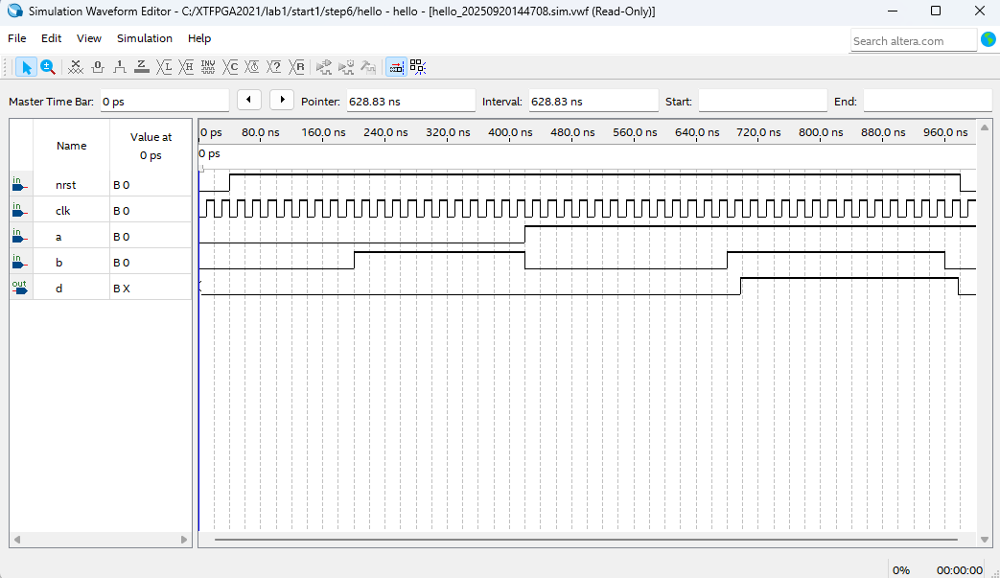 Simulation Waveform Editor - C:/XTFPGA2021/lab1/start1/step6/hello - hello - [hello_20250920144708.sim.vwf (Read-Only)]
File Edit View Simulation Help
Search altera.com
Master Time Bar: 0 ps Pointer: 628.83 ns Interval: 628.83 ns Start: End:
Name Value at 0 ps
0 ps 80.0 ns 160.0 ns 240.0 ns 320.0 ns 400.0 ns 480.0 ns 560.0 ns 640.0 ns 720.0 ns 800.0 ns 880.0 ns 960.0 ns
0 ps
in nrst B 0
in clk B 0
in a B 0
in b B 0
out d B X
0% 00:00:00